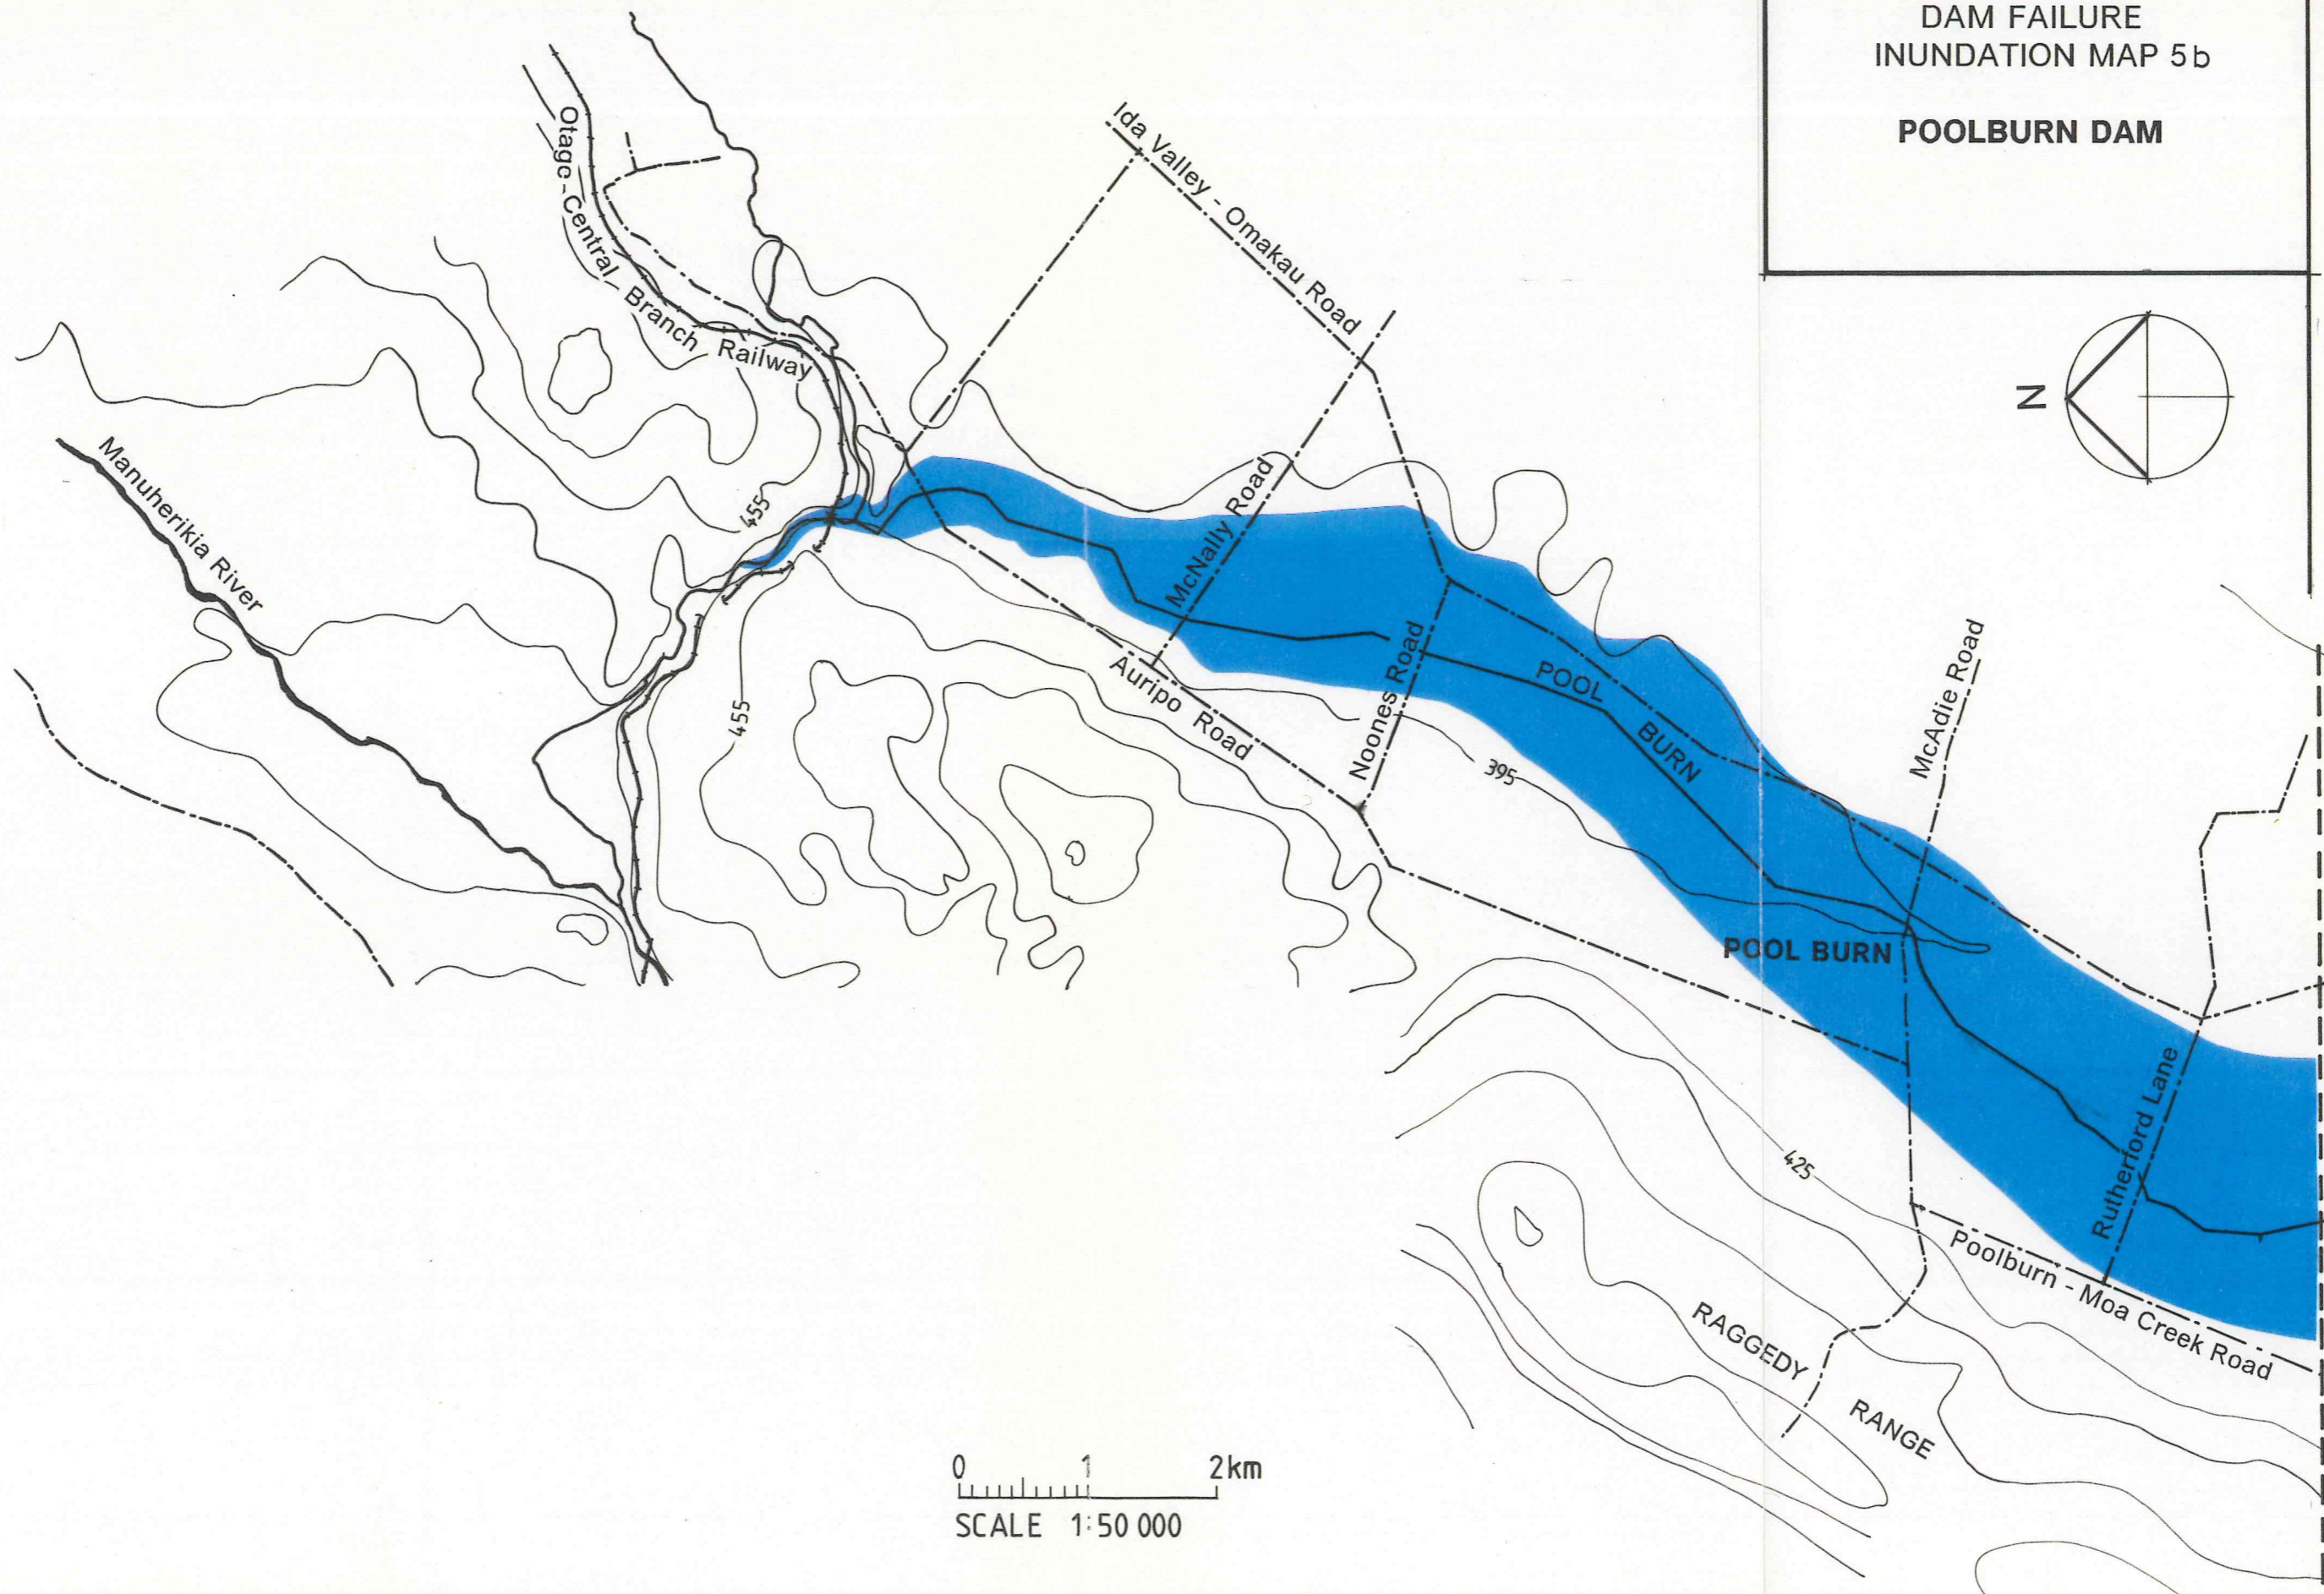 DAM FAILURE
INUNDATION MAP 5b
POOLBURN DAM
N
Otago-Central Branch Railway
Ida Valley - Omakau Road
Manuherikia River
455
McNally Road
Auripo Road
455
Noones Road
POOL BURN
395
McAdie Road
POOL BURN
Rutherford Lane
425
Poolburn - Moa Creek Road
RAGGEDY RANGE
0 1 2km
SCALE 1:50 000